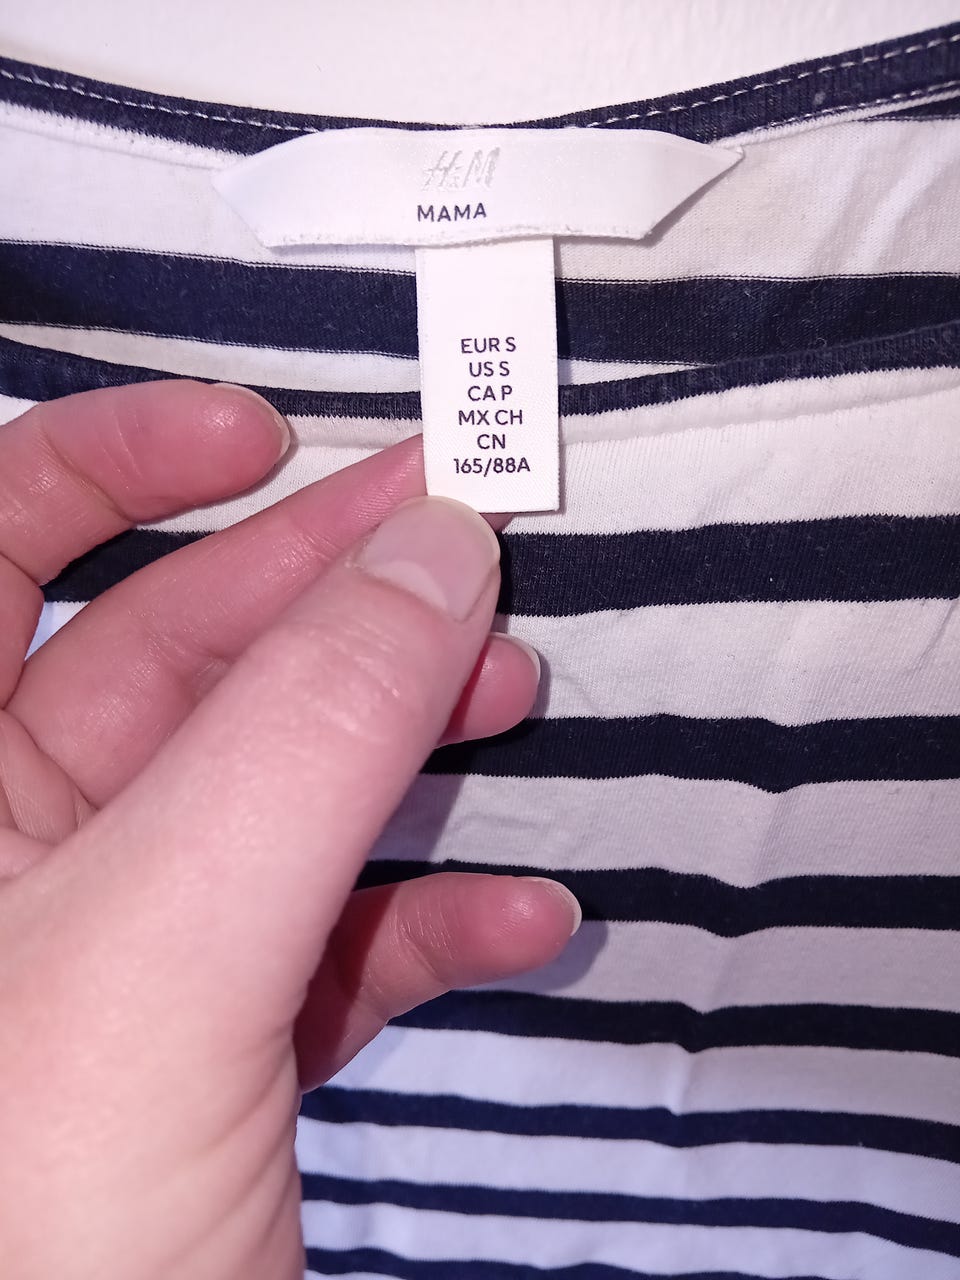 H&M
MAMA
EUR S
US S
CA P
MX CH
CN
165/88A